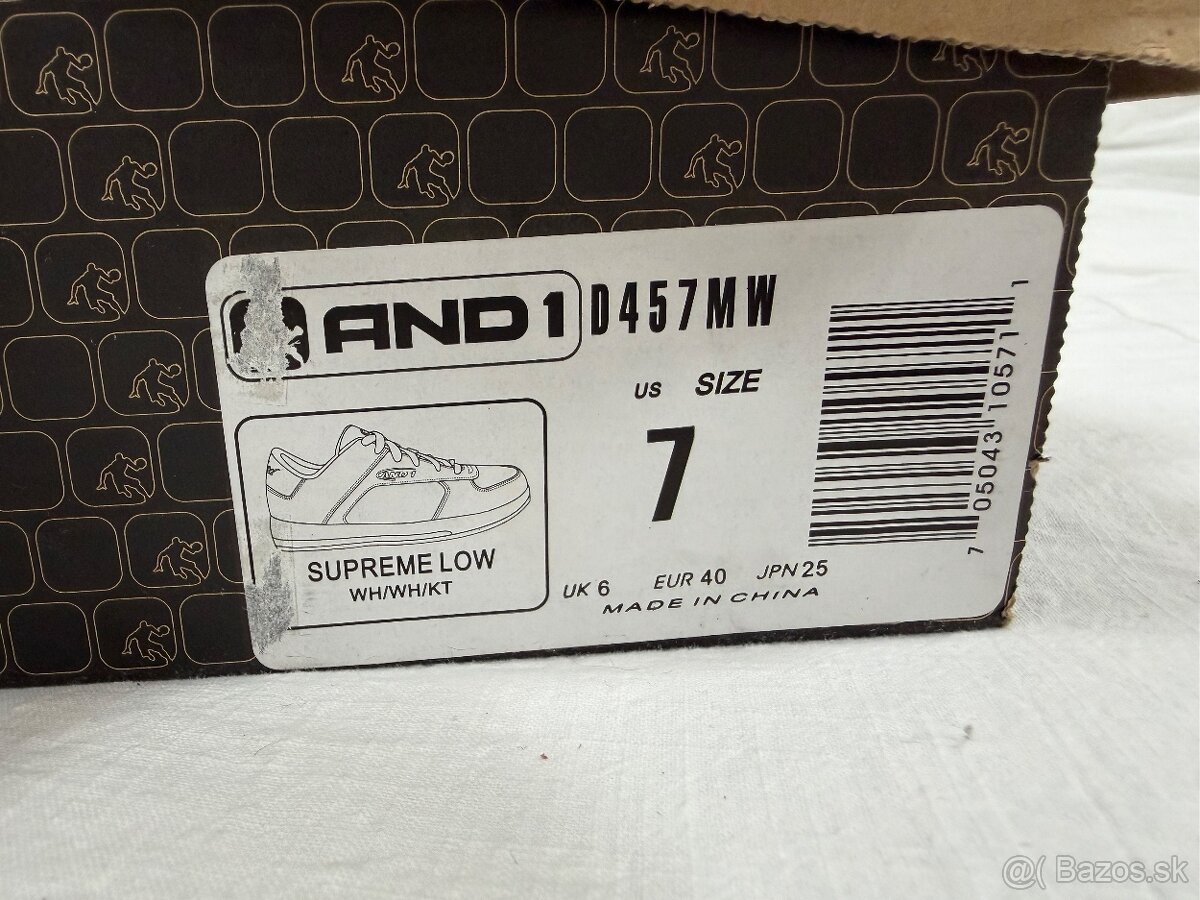 AND1 D457MW
US SIZE
7
AND1
SUPREME LOW
WH/WH/KT
UK 6 EUR 40 JPN 25
MADE IN CHINA
7 05043 10571 1
@( Bazos.sk